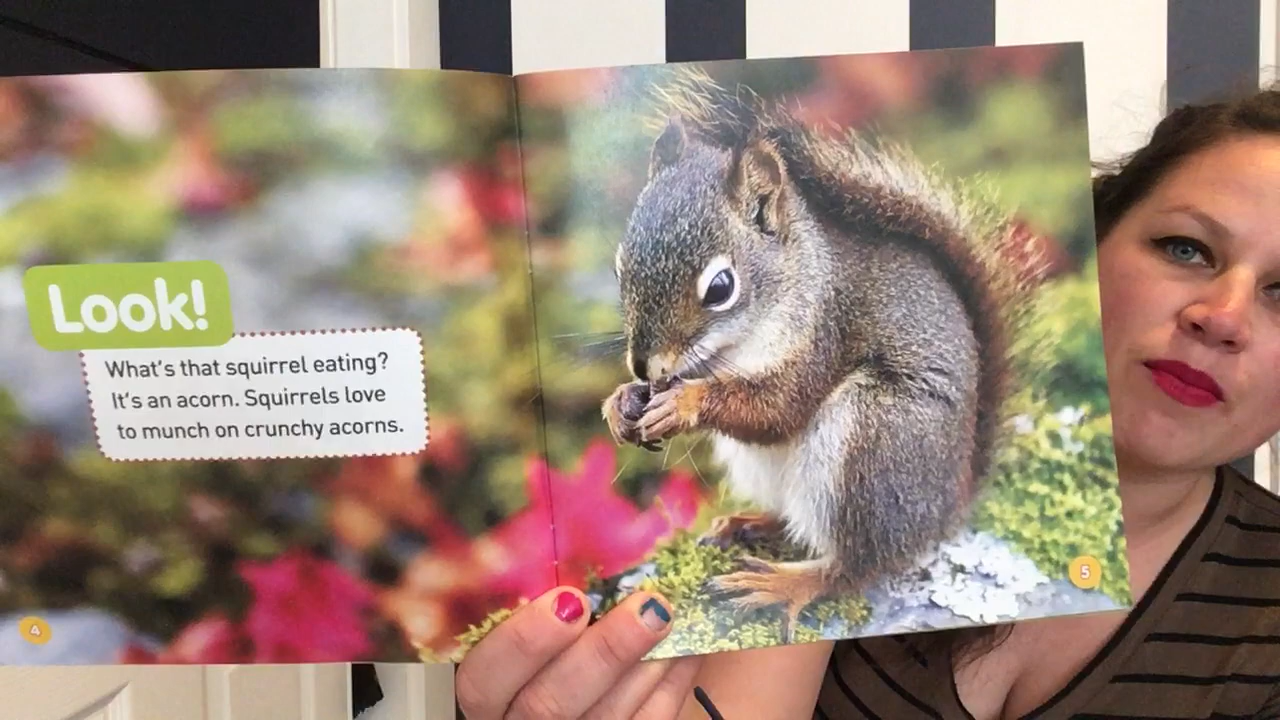 Look!
What's that squirrel eating?
It's an acorn. Squirrels love
to munch on crunchy acorns.
4
5